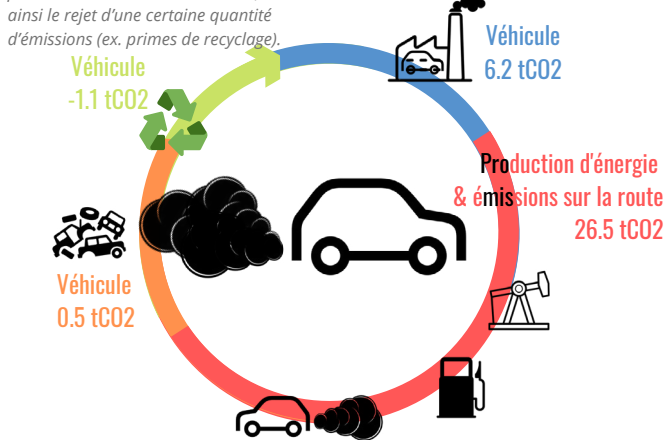 ainsi le rejet d'une certaine quantité
d'émissions (ex. primes de recyclage).
Véhicule
-1.1 tCO2
Véhicule
6.2 tCO2
Production d'énergie
& émissions sur la route
26.5 tCO2
Véhicule
0.5 tCO2